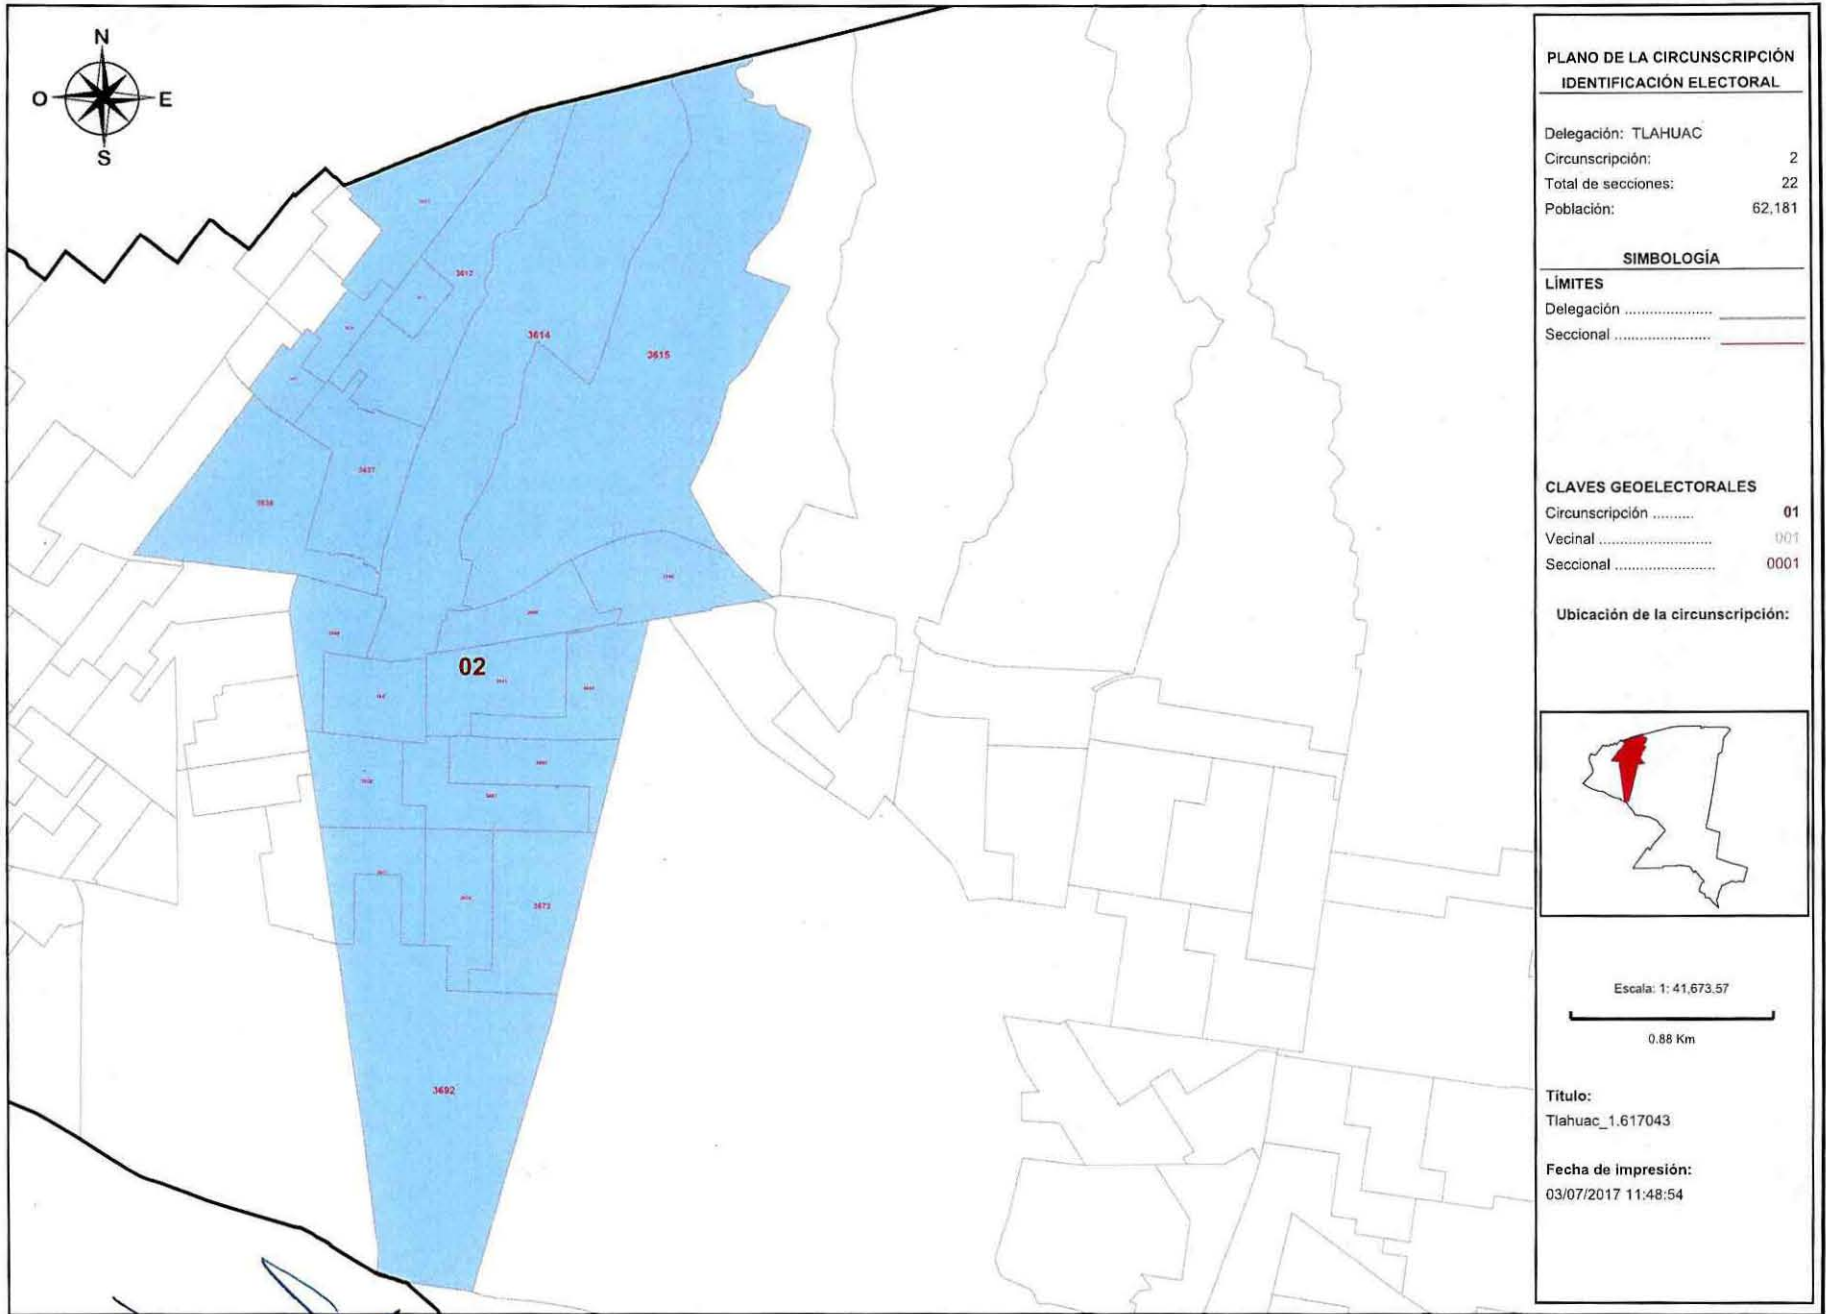 N
O
E
S
3612
3614
3615
3637
3638
02
3673
3692
PLANO DE LA CIRCUNSCRIPCIÓN
IDENTIFICACIÓN ELECTORAL
Delegación: TLAHUAC
Circunscripción: 2
Total de secciones: 22
Población: 62,181
SIMBOLOGÍA
LÍMITES
Delegación .....................
Seccional .......................
CLAVES GEOELECTORALES
Circunscripción .......... 01
Vecinal ........................... 001
Seccional ........................ 0001
Ubicación de la circunscripción:
Escala: 1: 41,673.57
0.88 Km
Título:
Tlahuac_1.617043
Fecha de impresión:
03/07/2017 11:48:54